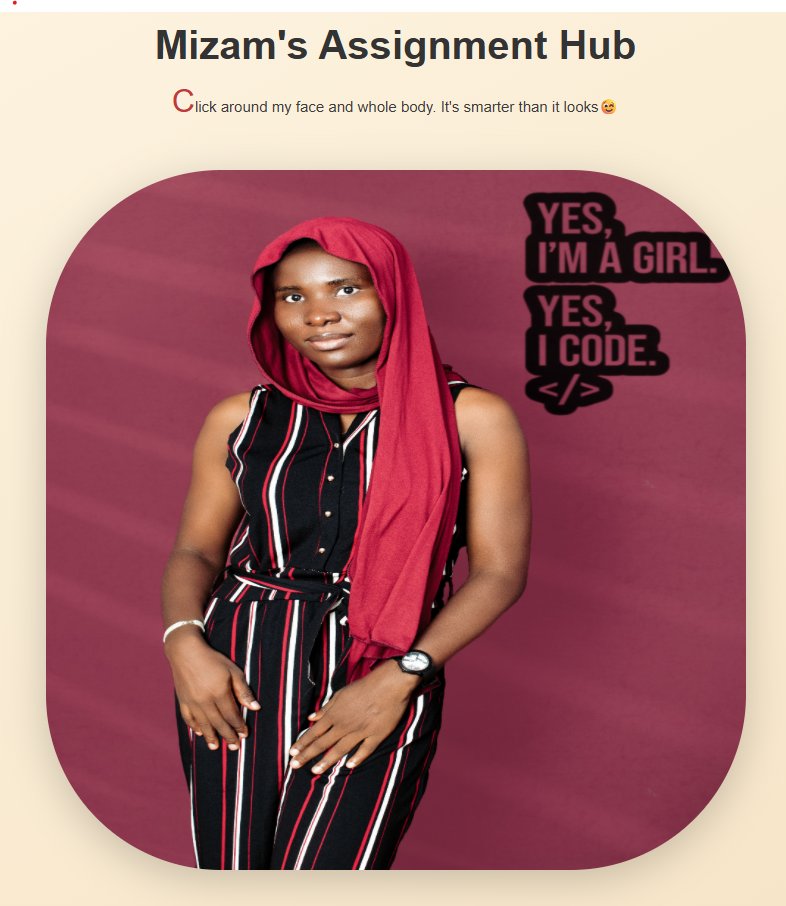 Mizam's Assignment Hub
Click around my face and whole body. It's smarter than it looks😉
YES,
I'M A GIRL.
YES,
I CODE.
</>